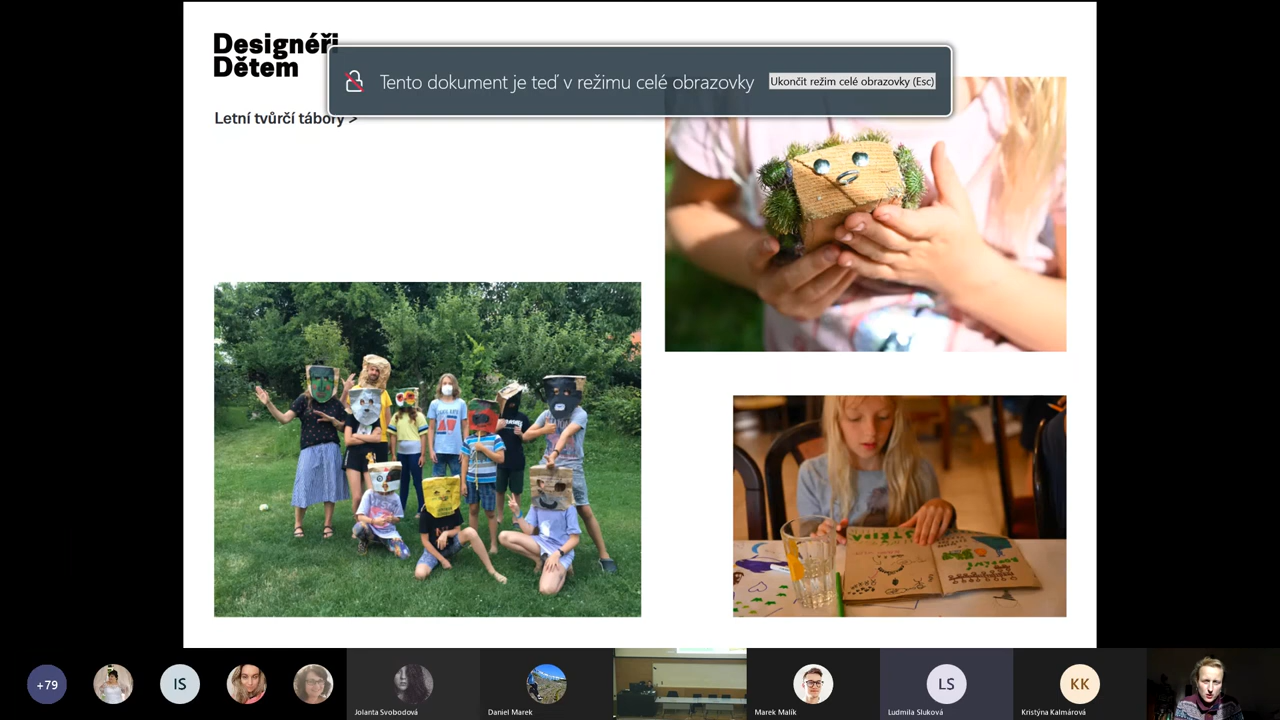 Designéři
Dětem
Tento dokument je teď v režimu celé obrazovky
Ukončit režim celé obrazovky (Esc)
Letní tvůrčí tábory >
+79
IS
Jolanta Svobodová
Daniel Marek
Marek Malík
LS
Ludmila Sluková
KK
Kristýna Kalmárová